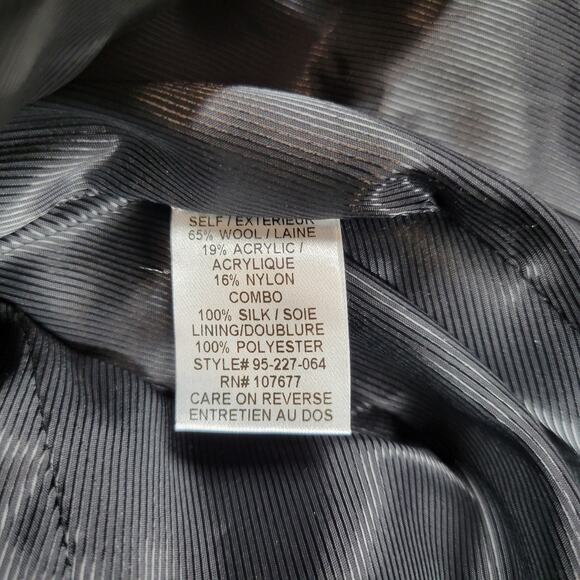 SELF / EXTERIEUR
65% WOOL / LAINE
19% ACRYLIC /
ACRYLIQUE
16% NYLON
COMBO
100% SILK / SOIE
LINING/DOUBLURE
100% POLYESTER
STYLE# 95-227-064
RN# 107677
CARE ON REVERSE
ENTRETIEN AU DOS